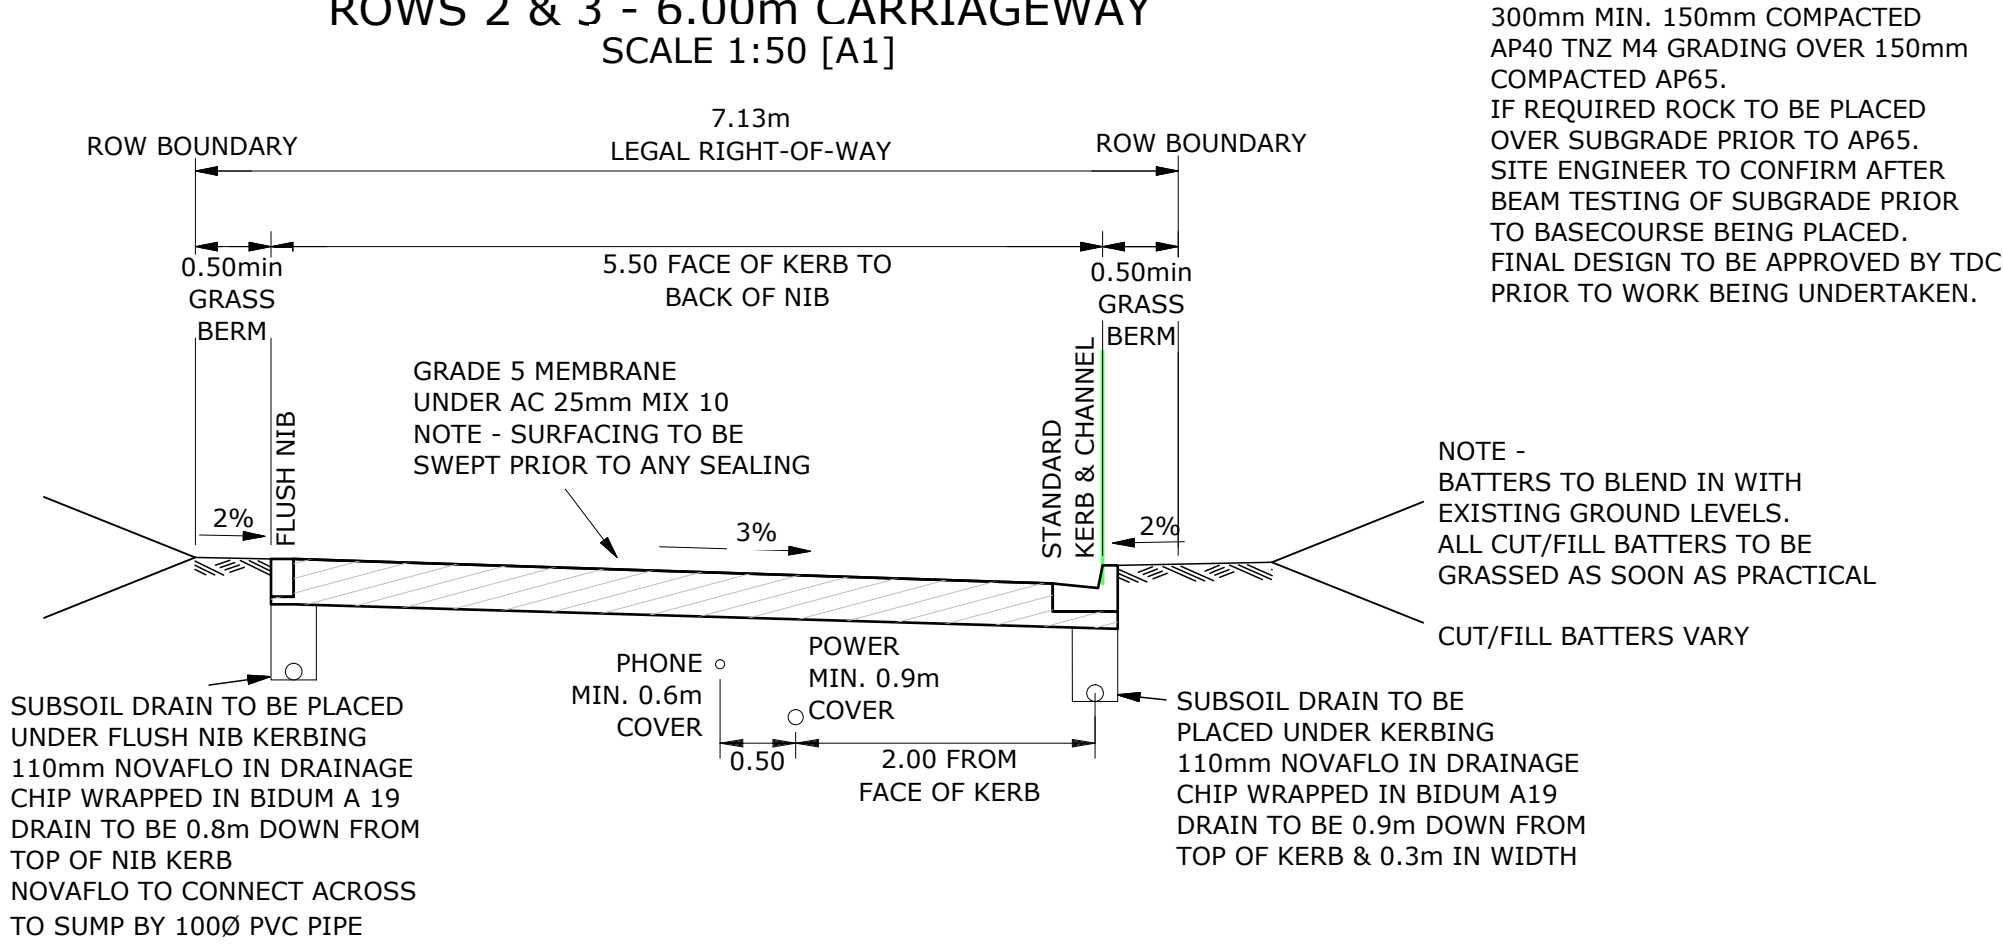 ROWS 2 & 3 - 6.00m CARRIAGEWAY
SCALE 1:50 [A1]
300mm MIN. 150mm COMPACTED
AP40 TNZ M4 GRADING OVER 150mm
COMPACTED AP65.
IF REQUIRED ROCK TO BE PLACED
OVER SUBGRADE PRIOR TO AP65.
SITE ENGINEER TO CONFIRM AFTER
BEAM TESTING OF SUBGRADE PRIOR
TO BASECOURSE BEING PLACED.
FINAL DESIGN TO BE APPROVED BY TDC
PRIOR TO WORK BEING UNDERTAKEN.
ROW BOUNDARY
7.13m
LEGAL RIGHT-OF-WAY
ROW BOUNDARY
0.50min
GRASS
BERM
5.50 FACE OF KERB TO
BACK OF NIB
0.50min
GRASS
BERM
GRADE 5 MEMBRANE
UNDER AC 25mm MIX 10
NOTE - SURFACING TO BE
SWEPT PRIOR TO ANY SEALING
FLUSH NIB
STANDARD
KERB & CHANNEL
2%
3%
2%
NOTE -
BATTERS TO BLEND IN WITH
EXISTING GROUND LEVELS.
ALL CUT/FILL BATTERS TO BE
GRASSED AS SOON AS PRACTICAL
CUT/FILL BATTERS VARY
PHONE
MIN. 0.6m
COVER
POWER
MIN. 0.9m
COVER
0.50
2.00 FROM
FACE OF KERB
SUBSOIL DRAIN TO BE PLACED
UNDER FLUSH NIB KERBING
110mm NOVAFLO IN DRAINAGE
CHIP WRAPPED IN BIDUM A 19
DRAIN TO BE 0.8m DOWN FROM
TOP OF NIB KERB
NOVAFLO TO CONNECT ACROSS
TO SUMP BY 100Ø PVC PIPE
SUBSOIL DRAIN TO BE
PLACED UNDER KERBING
110mm NOVAFLO IN DRAINAGE
CHIP WRAPPED IN BIDUM A19
DRAIN TO BE 0.9m DOWN FROM
TOP OF KERB & 0.3m IN WIDTH